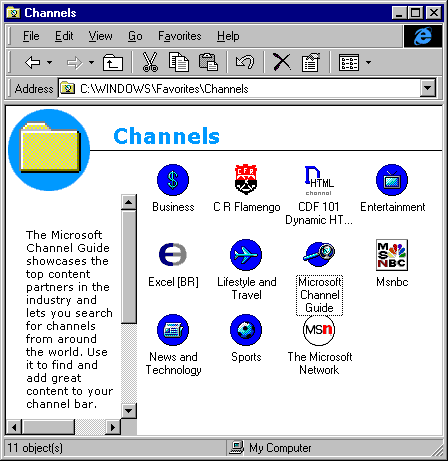 Channels
File Edit View Go Favorites Help
Address C:\WINDOWS\Favorites\Channels
Channels
The Microsoft
Channel Guide
showcases the
top content
partners in the
industry and
lets you search
for channels
from around
the world. Use
it to find and
add great
content to your
channel bar.
$
Business
CRF
C R Flamengo
D
HTML
channel
CDF 101
Dynamic HT...
Entertainment
Excel [BR]
Lifestyle and
Travel
Microsoft
Channel
Guide
MS
NBC
Msnbc
News and
Technology
Sports
MSn
The Microsoft
Network
11 object(s)
My Computer